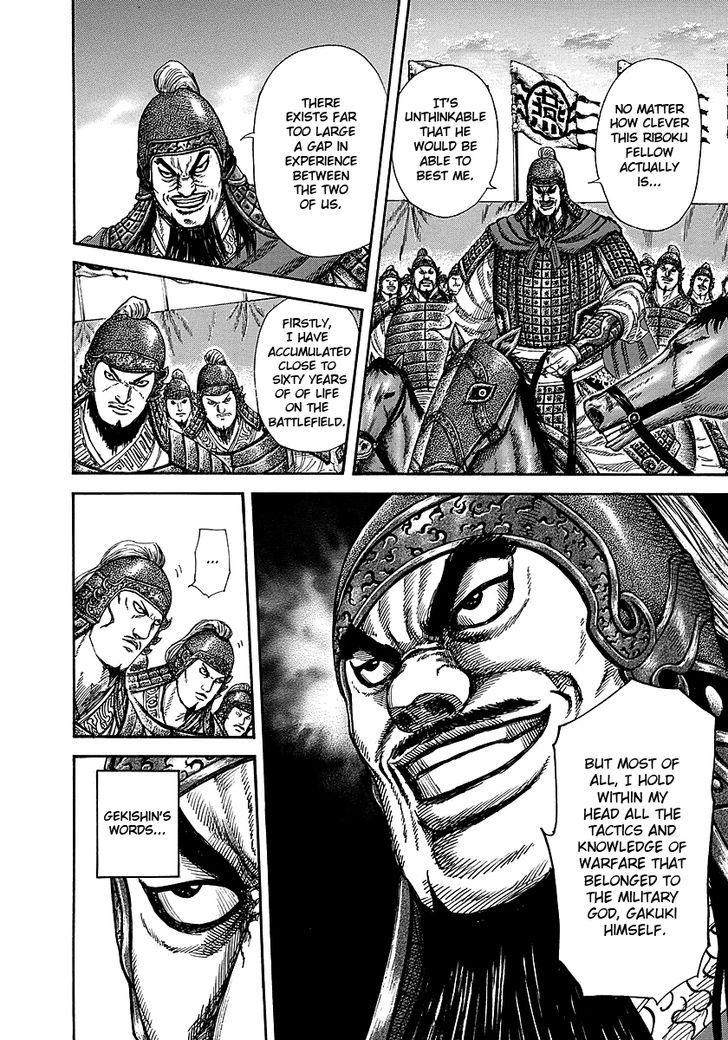 NO MATTER
HOW CLEVER
THIS RIBOKU
FELLOW
ACTUALLY
IS...
燕
IT'S
UNTHINKABLE
THAT HE
WOULD BE
ABLE TO
BEST ME.
THERE
EXISTS FAR
TOO LARGE
A GAP IN
EXPERIENCE
BETWEEN
THE TWO
OF US.
FIRSTLY,
I HAVE
ACCUMULATED
CLOSE TO
SIXTY YEARS
OF OF LIFE
ON THE
BATTLEFIELD.
BUT MOST OF
ALL, I HOLD
WITHIN MY
HEAD ALL THE
TACTICS AND
KNOWLEDGE OF
WARFARE THAT
BELONGED TO
THE MILITARY
GOD, GAKUKI
HIMSELF.
...
GEKISHIN'S
WORDS...